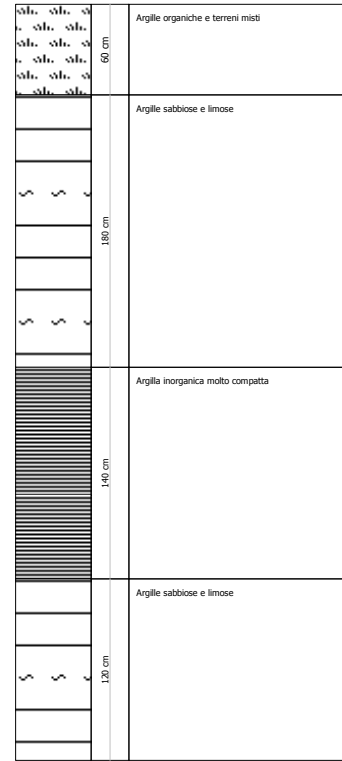 Argille organiche e terreni misti
60 cm
Argille sabbiose e limose
180 cm
Argilla inorganica molto compatta
140 cm
Argille sabbiose e limose
120 cm